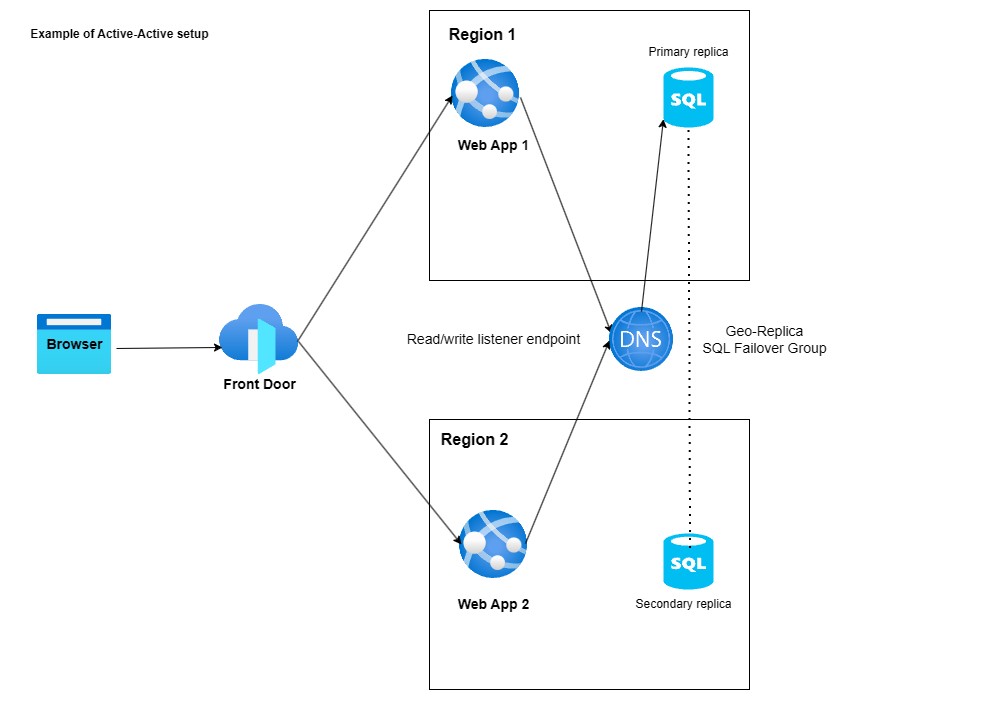 Example of Active-Active setup
Region 1
Primary replica
SQL
Web App 1
Browser
Front Door
Read/write listener endpoint
DNS
Geo-Replica
SQL Failover Group
Region 2
SQL
Web App 2
Secondary replica